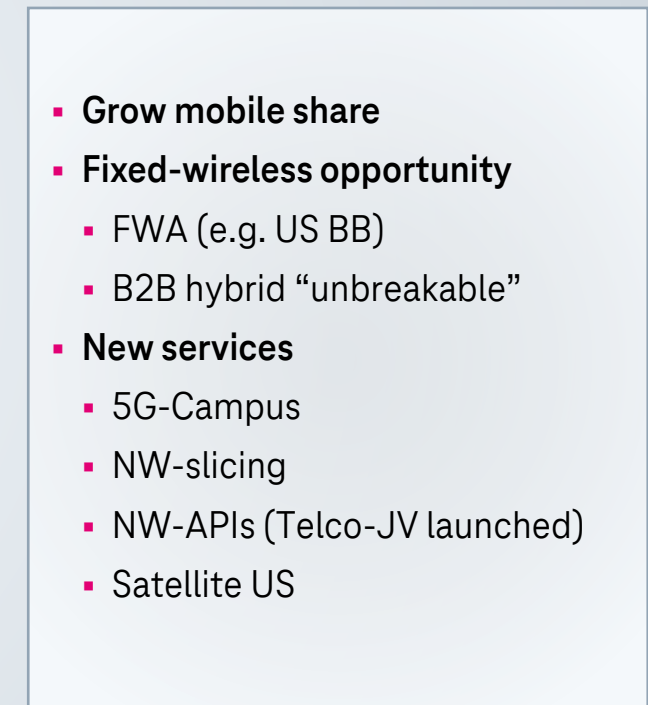 ▪ Grow mobile share
▪ Fixed-wireless opportunity
▪ FWA (e.g. US BB)
▪ B2B hybrid “unbreakable”
▪ New services
▪ 5G-Campus
▪ NW-slicing
▪ NW-APIs (Telco-JV launched)
▪ Satellite US